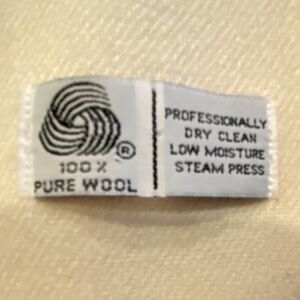 ®
100%
PURE WOOL
PROFESSIONALLY
DRY CLEAN
LOW MOISTURE
STEAM PRESS